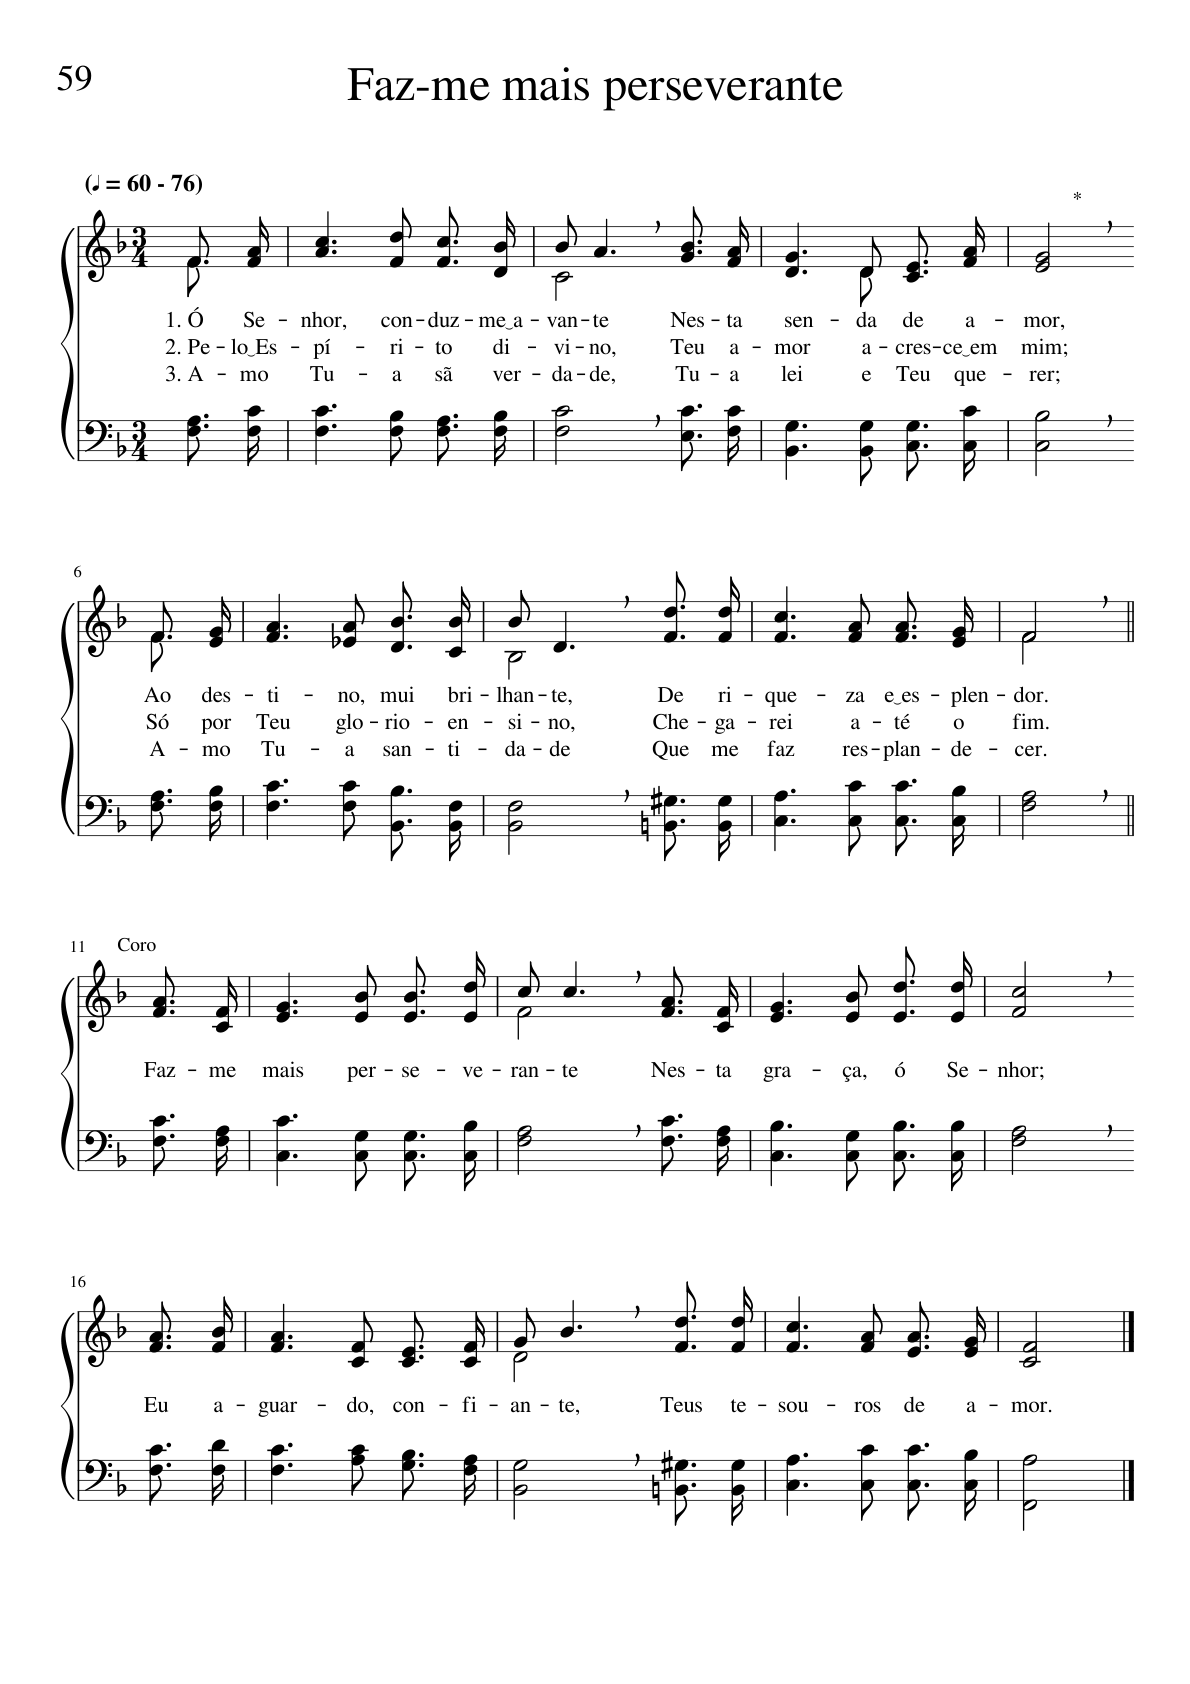 59
Faz-me mais perseverante
(♩ = 60 - 76)
*
3
4
1. Ó Se - nhor, con - duz - me‿a - van - te Nes - ta sen - da de a - mor,
2. Pe - lo‿Es - pí - ri - to di - vi - no, Teu a - mor a - cres - ce‿em mim;
3. A - mo Tu - a sã ver - da - de, Tu - a lei e Teu que - rer;
3
4
6
Ao des - ti - no, mui bri - lhan - te, De ri - que - za e‿es - plen - dor.
Só por Teu glo - rio - en - si - no, Che - ga - rei a - té o fim.
A - mo Tu - a san - ti - da - de Que me faz res - plan - de - cer.
11 Coro
Faz - me mais per - se - ve - ran - te Nes - ta gra - ça, ó Se - nhor;
16
Eu a - guar - do, con - fi - an - te, Teus te - sou - ros de a - mor.